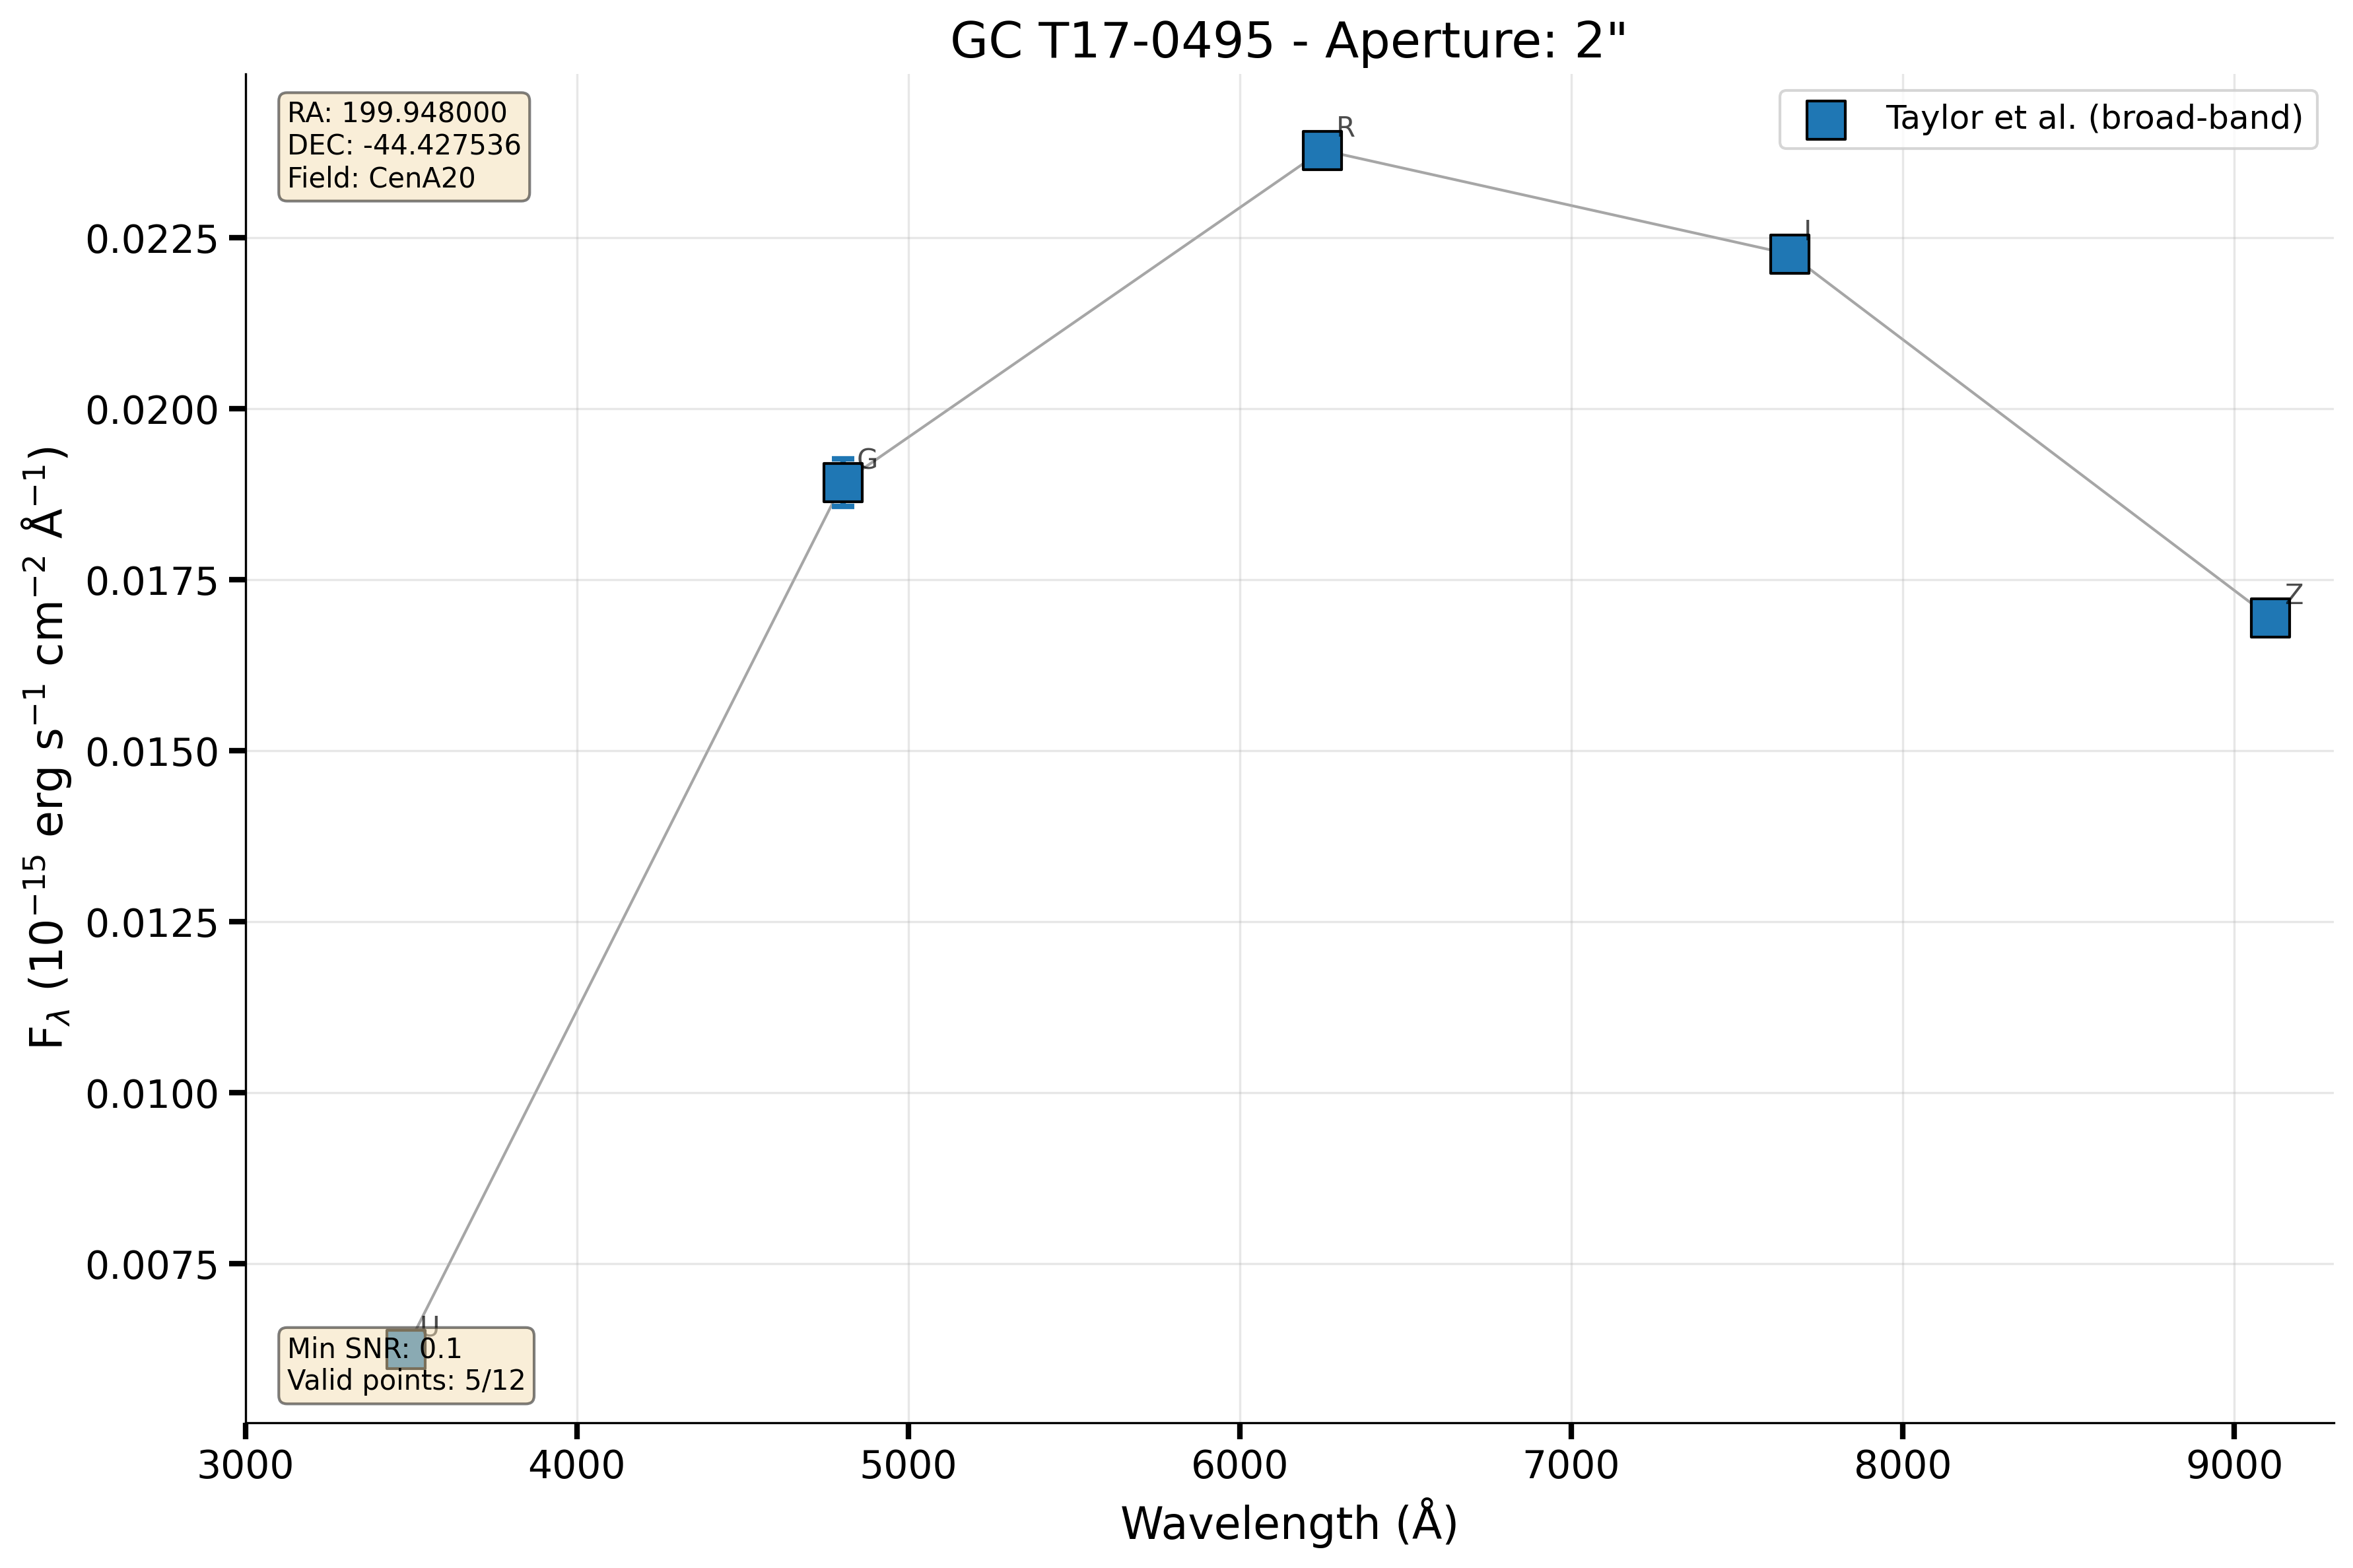 GC T17-0495 - Aperture: 2"
RA: 199.948000
DEC: -44.427536
Field: CenA20
Taylor et al. (broad-band)
R
I
G
Z
U
0.0225
0.0200
0.0175
0.0150
0.0125
0.0100
0.0075
F_λ (10⁻¹⁵ erg s⁻¹ cm⁻² Å⁻¹)
Min SNR: 0.1
Valid points: 5/12
3000 4000 5000 6000 7000 8000 9000
Wavelength (Å)